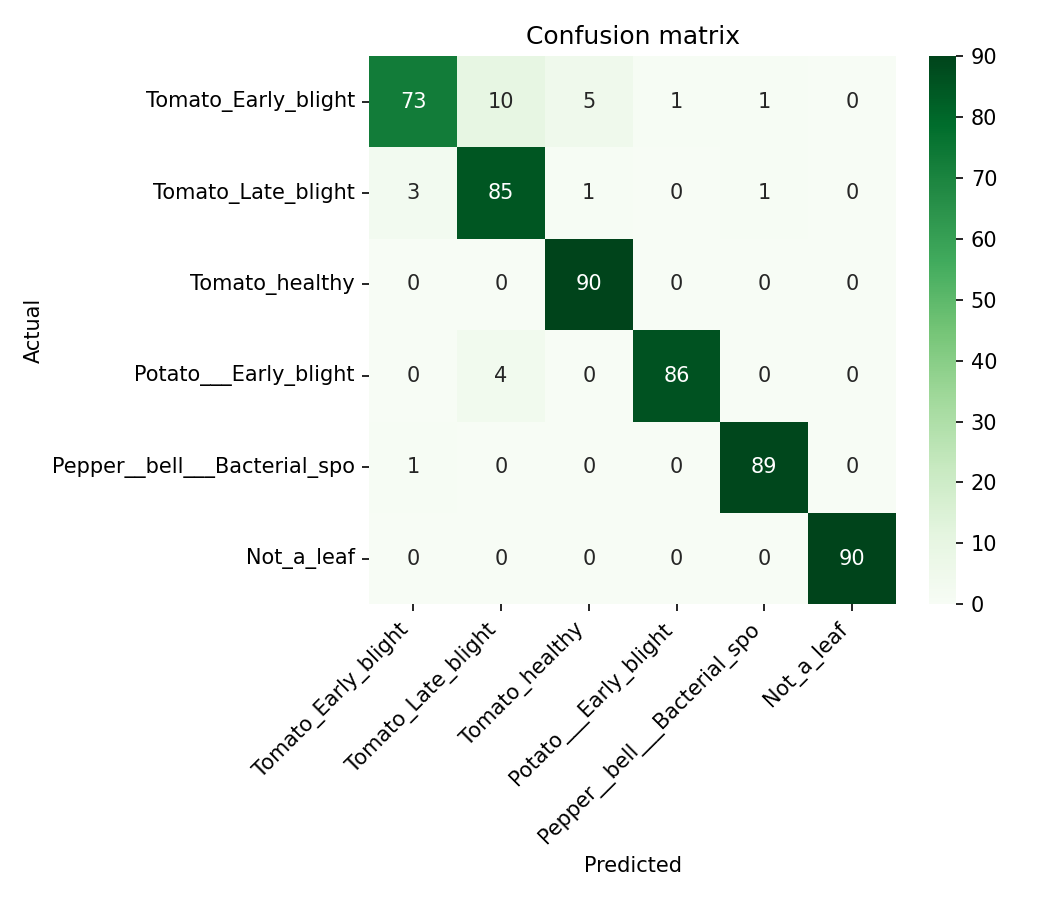 Confusion matrix
Tomato_Early_blight 73 10 5 1 1 0
Tomato_Late_blight 3 85 1 0 1 0
Tomato_healthy 0 0 90 0 0 0
Potato___Early_blight 0 4 0 86 0 0
Pepper__bell___Bacterial_spo 1 0 0 0 89 0
Not_a_leaf 0 0 0 0 0 90
Actual
Tomato_Early_blight
Tomato_Late_blight
Tomato_healthy
Potato___Early_blight
Pepper__bell___Bacterial_spo
Not_a_leaf
Predicted
90
80
70
60
50
40
30
20
10
0